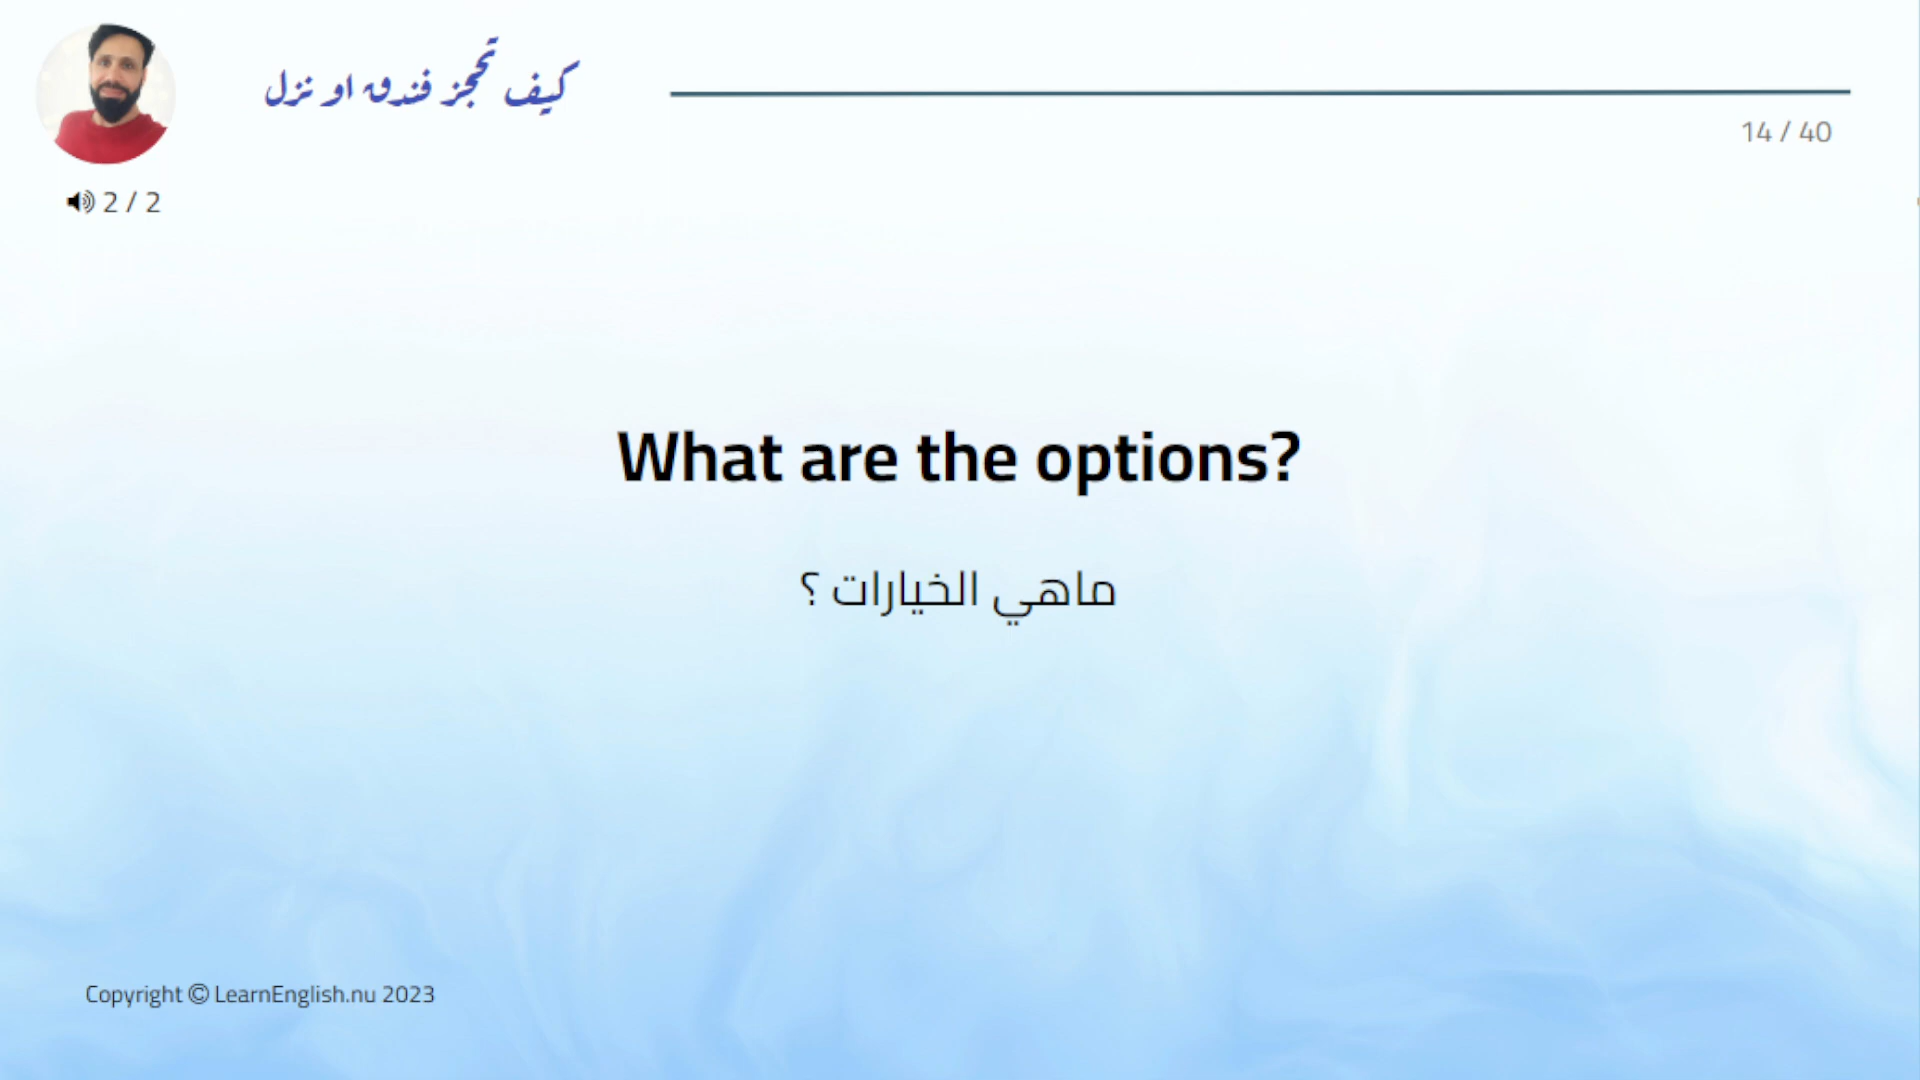 كيف تحجز فندق او نزل
14 / 40
2 / 2
What are the options?
ماهي الخيارات ؟
Copyright © LearnEnglish.nu 2023